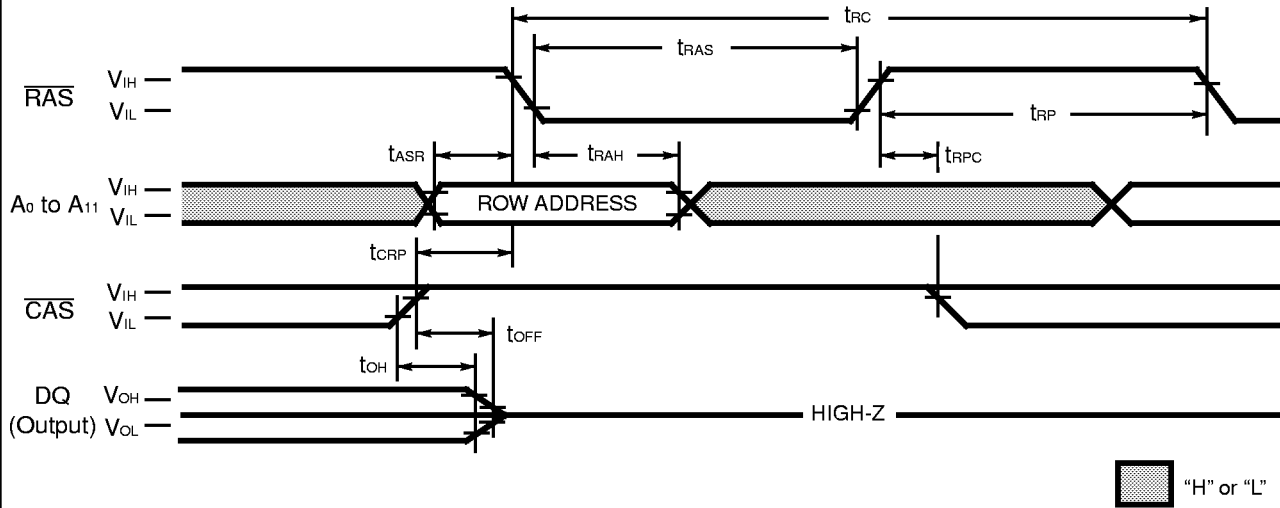 tRC
tRAS
RAS
VIH
VIL
tRP
tASR
tRAH
tRPC
A0 to A11
VIH
VIL
ROW ADDRESS
tCRP
CAS
VIH
VIL
tOFF
tOH
DQ
(Output)
VOH
VOL
HIGH-Z
“H” or “L”